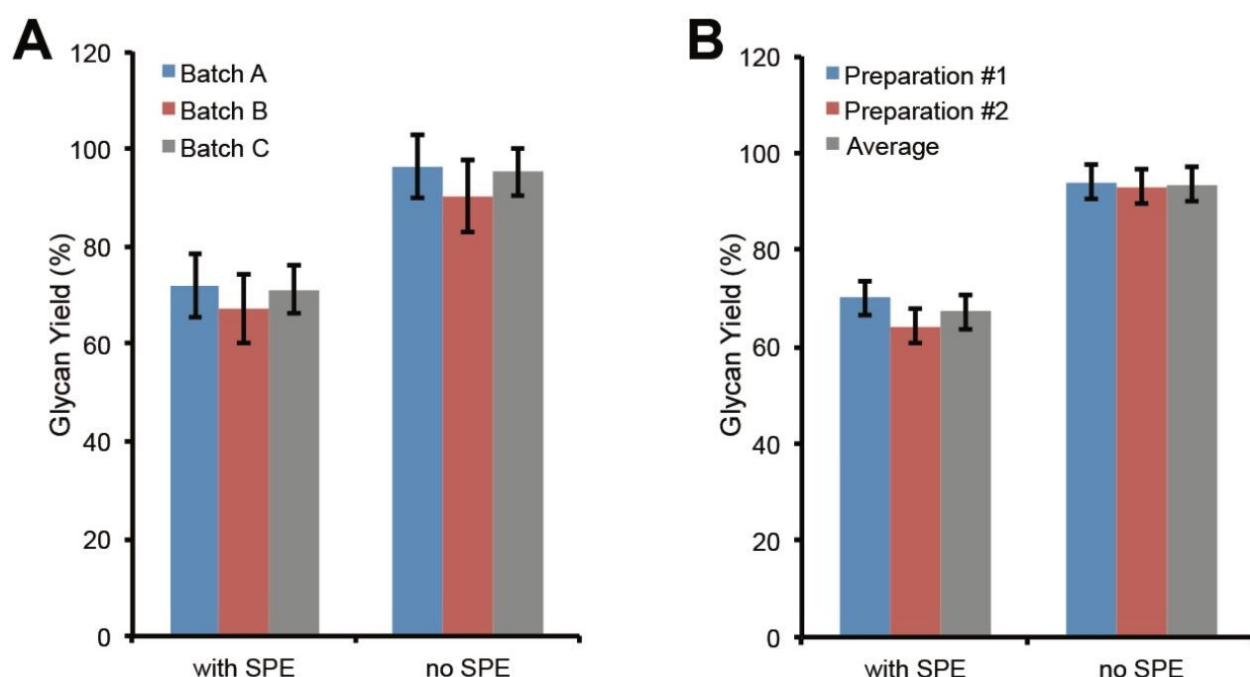 A
120
100
80
60
40
20
0
Glycan Yield (%)
Batch A
Batch B
Batch C
with SPE
no SPE
B
120
100
80
60
40
20
0
Glycan Yield (%)
Preparation #1
Preparation #2
Average
with SPE
no SPE